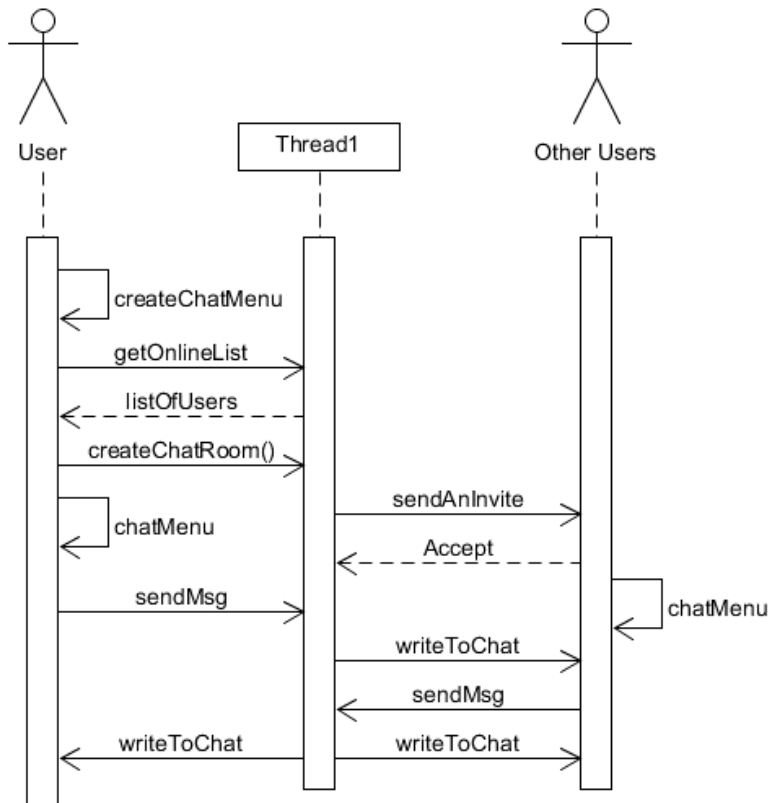 User
Thread1
Other Users
createChatMenu
getOnlineList
listOfUsers
createChatRoom()
chatMenu
sendAnInvite
Accept
sendMsg
chatMenu
writeToChat
sendMsg
writeToChat
writeToChat